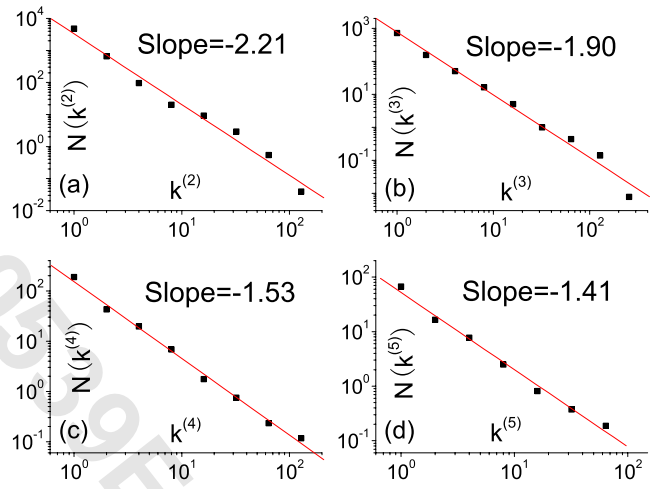 10^4
10^2
10^0
10^-2
N(k^(2))
Slope=-2.21
(a)
k^(2)
10^0
10^1
10^2
10^3
10^1
10^-1
N(k^(3))
Slope=-1.90
(b)
k^(3)
10^0
10^1
10^2
10^2
10^1
10^0
10^-1
N(k^(4))
Slope=-1.53
(c)
k^(4)
10^0
10^1
10^2
10^2
10^1
10^0
10^-1
N(k^(5))
Slope=-1.41
(d)
k^(5)
10^0
10^1
10^2